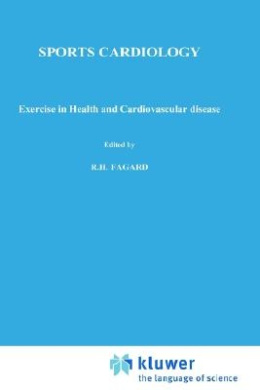 SPORTS CARDIOLOGY
Exercise in Health and Cardiovascular disease
Edited by
R.H. FAGARD
kluwer
the language of science